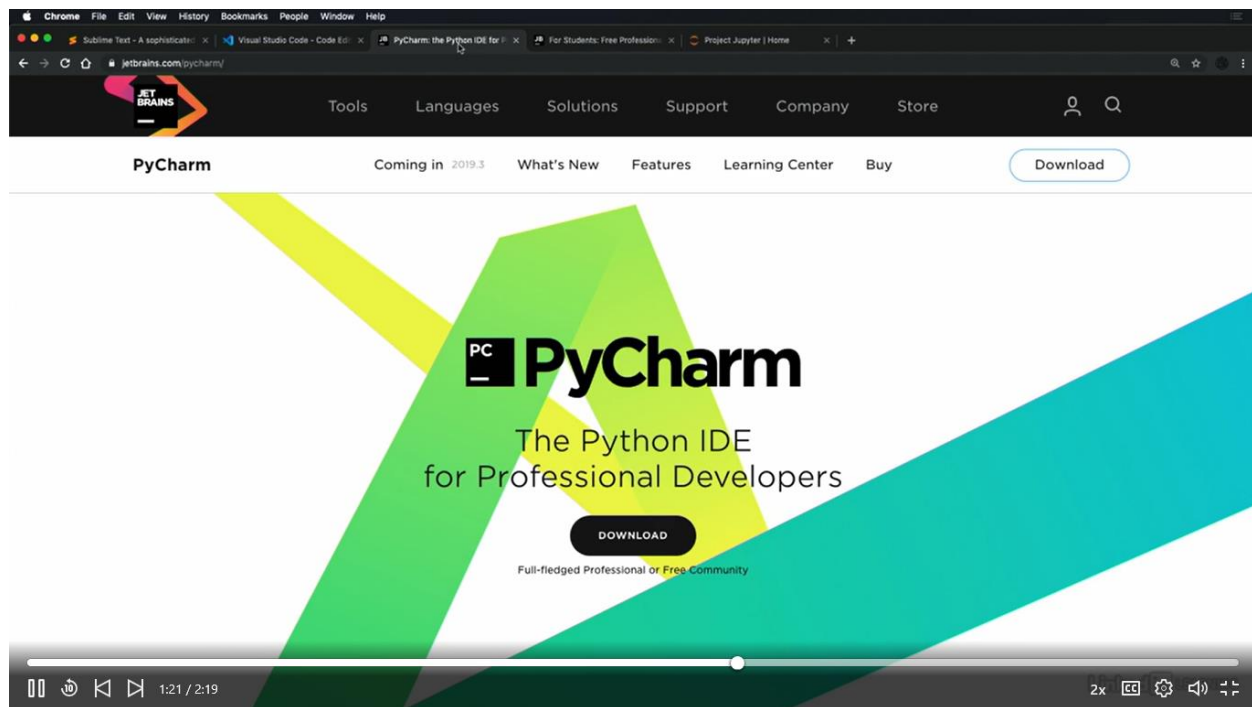 Chrome File Edit View History Bookmarks People Window Help
Sublime Text - A sophisticated Visual Studio Code - Code Edi PyCharm: the Python IDE for P For Students: Free Professiona Project Jupyter | Home
jetbrains.com/pycharm/
JET
BRAINS
Tools Languages Solutions Support Company Store
PyCharm Coming in 2019.3 What's New Features Learning Center Buy Download
PC PyCharm
The Python IDE
for Professional Developers
DOWNLOAD
Full-fledged Professional or Free Community
10 1:21 / 2:19 2x CC